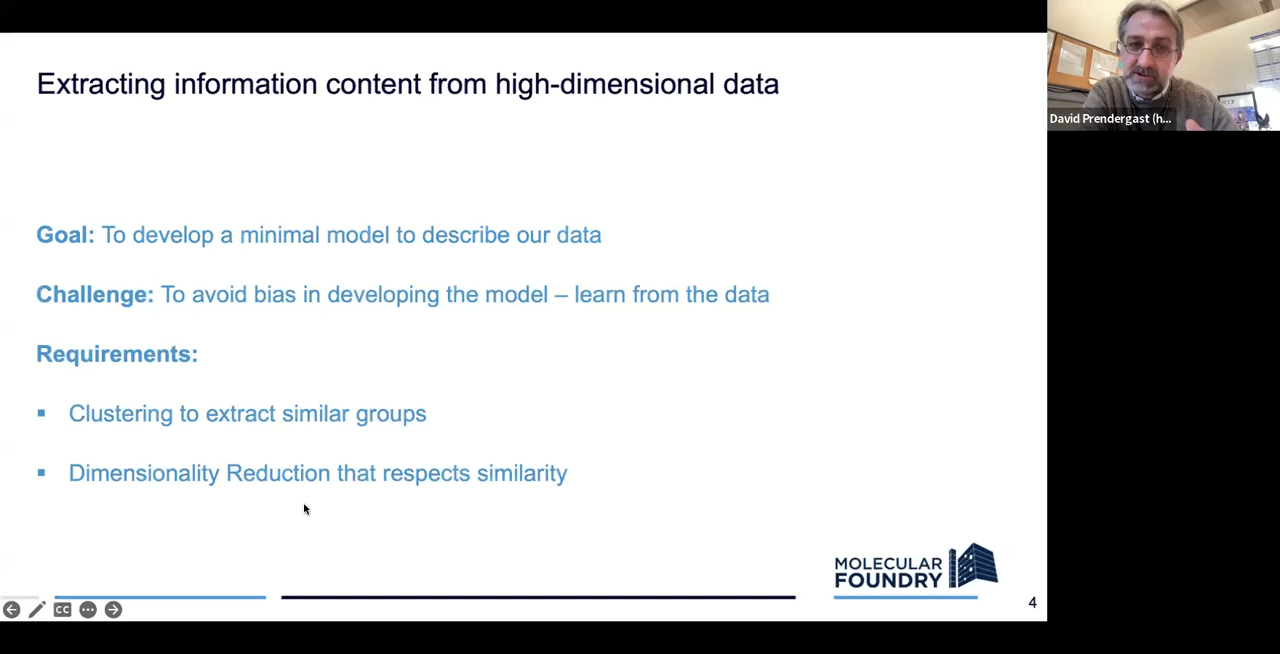 Extracting information content from high-dimensional data
Goal: To develop a minimal model to describe our data
Challenge: To avoid bias in developing the model – learn from the data
Requirements:
▪ Clustering to extract similar groups
▪ Dimensionality Reduction that respects similarity
MOLECULAR
FOUNDRY
4
CC
David Prendergast (h...